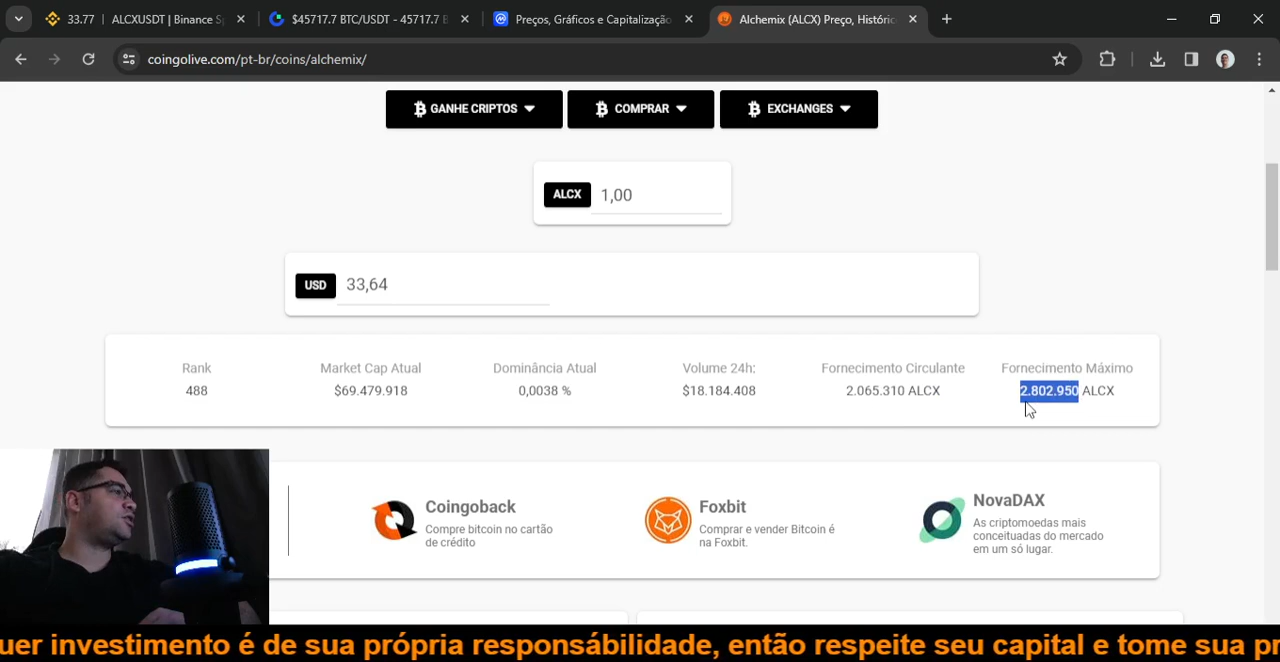 33.77 | ALCXUSDT | Binance Sp
$45717.7 BTC/USDT - 45717.7 B
Preços, Gráficos e Capitalização
Alchemix (ALCX) Preço, Históric
coingolive.com/pt-br/coins/alchemix/
GANHE CRIPTOS
COMPRAR
EXCHANGES
ALCX 1,00
USD 33,64
Rank Market Cap Atual Dominância Atual Volume 24h: Fornecimento Circulante Fornecimento Máximo
488 $69.479.918 0,0038 % $18.184.408 2.065.310 ALCX 2.802.950 ALCX
Coingoback
Compre bitcoin no cartão
de crédito
Foxbit
Comprar e vender Bitcoin é
na Foxbit.
NovaDAX
As criptomoedas mais
conceituadas do mercado
em um só lugar.
uer investimento é de sua própria responsábilidade, então respeite seu capital e tome sua pr